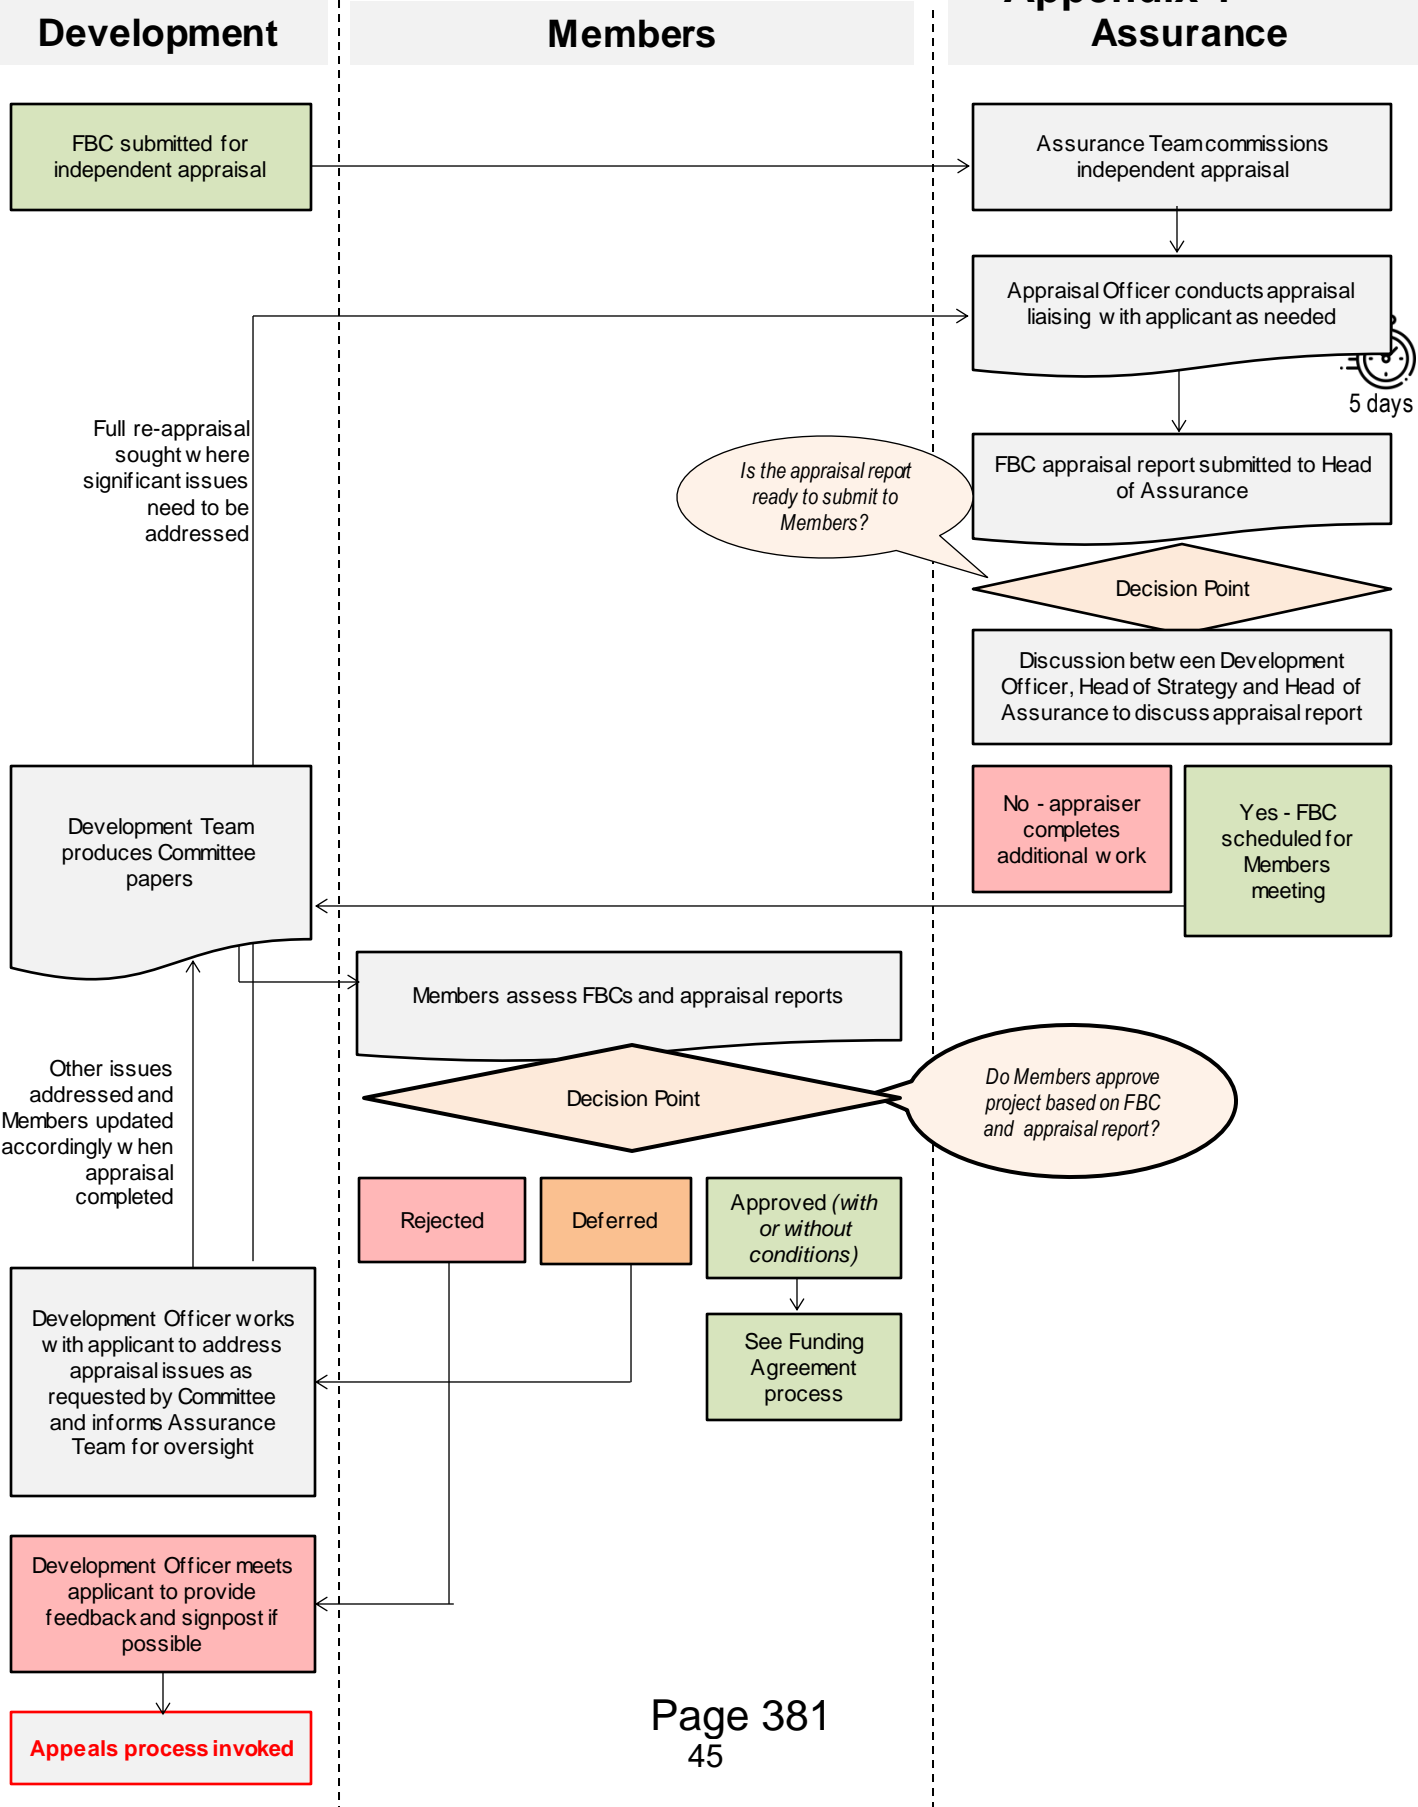 Development
Members
Assurance
FBC submitted for
independent appraisal
Assurance Team commissions
independent appraisal
Appraisal Officer conducts appraisal
liaising with applicant as needed
5 days
Full re-appraisal
sought where
significant issues
need to be
addressed
Is the appraisal report
ready to submit to
Members?
FBC appraisal report submitted to Head
of Assurance
Decision Point
Discussion between Development
Officer, Head of Strategy and Head of
Assurance to discuss appraisal report
Development Team
produces Committee
papers
No - appraiser
completes
additional work
Yes - FBC
scheduled for
Members
meeting
Members assess FBCs and appraisal reports
Other issues
addressed and
Members updated
accordingly when
appraisal
completed
Decision Point
Do Members approve
project based on FBC
and appraisal report?
Rejected
Deferred
Approved (with
or without
conditions)
Development Officer works
with applicant to address
appraisal issues as
requested by Committee
and informs Assurance
Team for oversight
See Funding
Agreement
process
Development Officer meets
applicant to provide
feedback and signpost if
possible
Appeals process invoked
Page 381
45